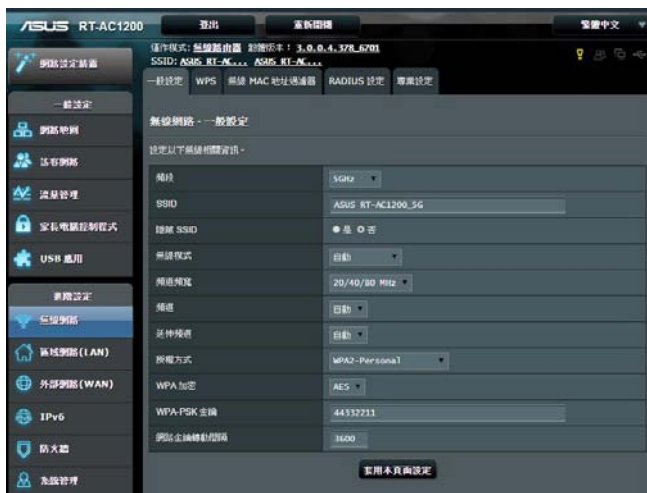 ASUS RT-AC1200 登出 重新開機 繁體中文
操作模式: 無線路由器 韌體版本: 3.0.0.4.378_6701
SSID: ASUS RT-AC... ASUS RT-AC...
網路設定精靈
一般設定 WPS 無線 MAC 地址過濾器 RADIUS 設定 專業設定
一般設定
網路地圖
訪客網路
流量管理
家長電腦控制程式
USB 應用
進階設定
無線網路
區域網路(LAN)
外部網路(WAN)
IPv6
防火牆
系統管理
無線網路 - 一般設定
設定以下無線相關資訊。
頻段 5GHz
SSID ASUS RT-AC1200_5G
隱藏 SSID 是 否
無線模式 自動
頻道頻寬 20/40/80 MHz
頻道 自動
延伸頻道 自動
授權方式 WPA2-Personal
WPA 加密 AES
WPA-PSK 金鑰 44332211
網路金鑰轉動間隔 3600
套用本頁面設定